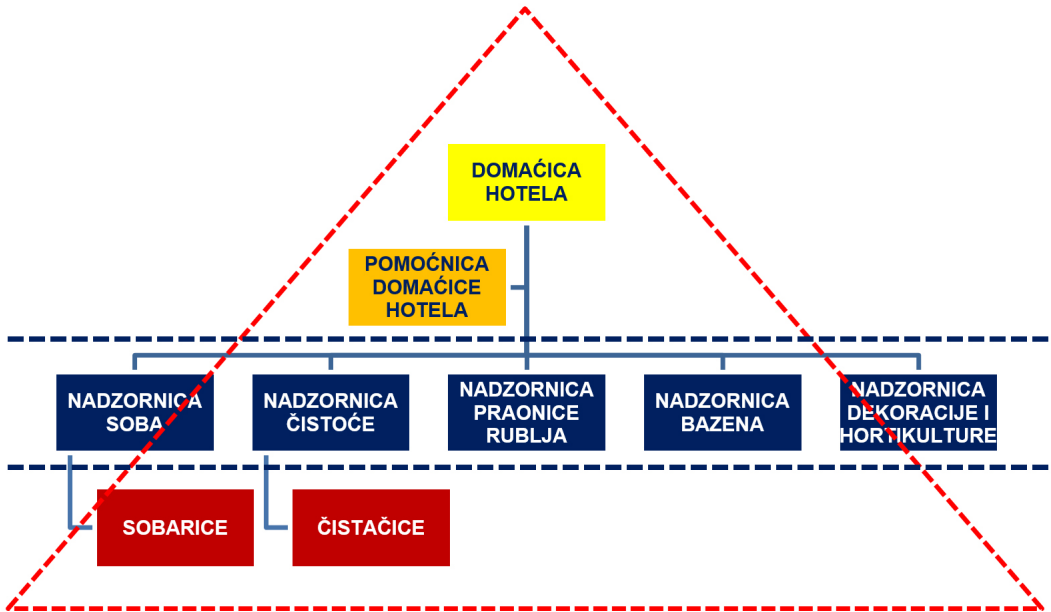 DOMAĆICA
HOTELA
POMOĆNICA
DOMAĆICE
HOTELA
NADZORNICA
SOBA
NADZORNICA
ČISTOĆE
NADZORNICA
PRAONICE
RUBLJA
NADZORNICA
BAZENA
NADZORNICA
DEKORACIJE I
HORTIKULTURE
SOBARICE
ČISTAČICE